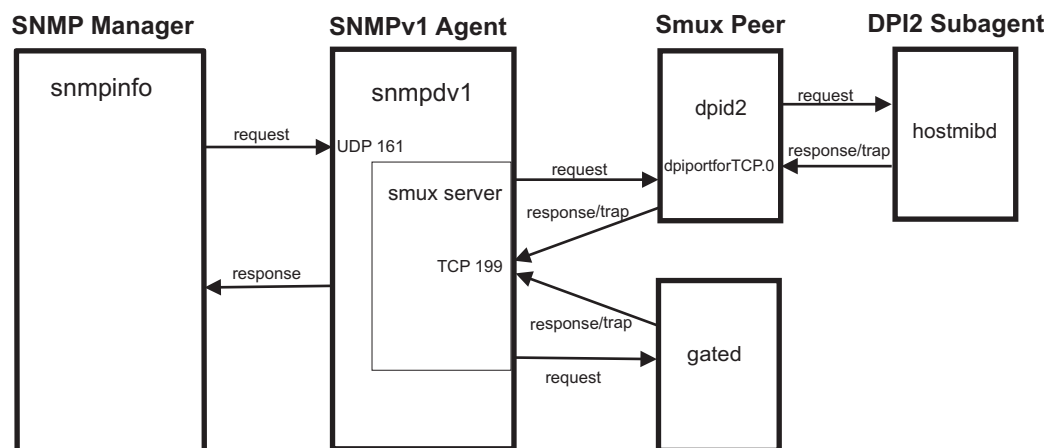 SNMP Manager
SNMPv1 Agent
Smux Peer
DPI2 Subagent
snmpinfo
snmpdv1
dpid2
hostmibd
request
UDP 161
request
request
response/trap
dpiportforTCP.0
smux server
response/trap
TCP 199
response
response/trap
gated
request